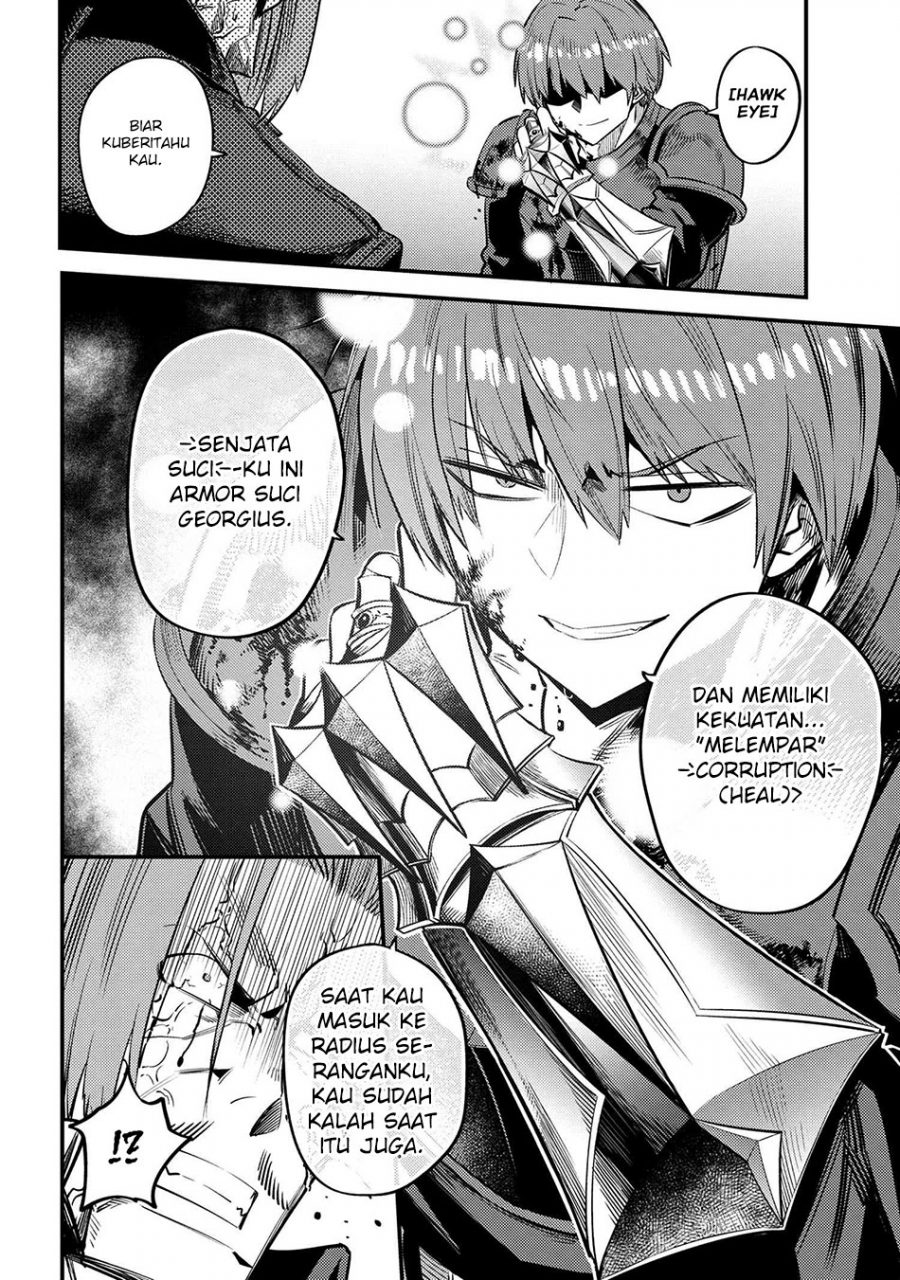 [HAWK
EYE]
BIAR
KUBERITAHU
KAU.
-SENJATA
SUCI- -KU INI
ARMOR SUCI
GEORGIUS.
DAN MEMILIKI
KEKUATAN...
"MELEMPAR"
-CORRUPTION-
(HEAL)>
SAAT KAU
MASUK KE
RADIUS SE-
RANGANKU,
KAU SUDAH
KALAH SAAT
ITU JUGA.
!?